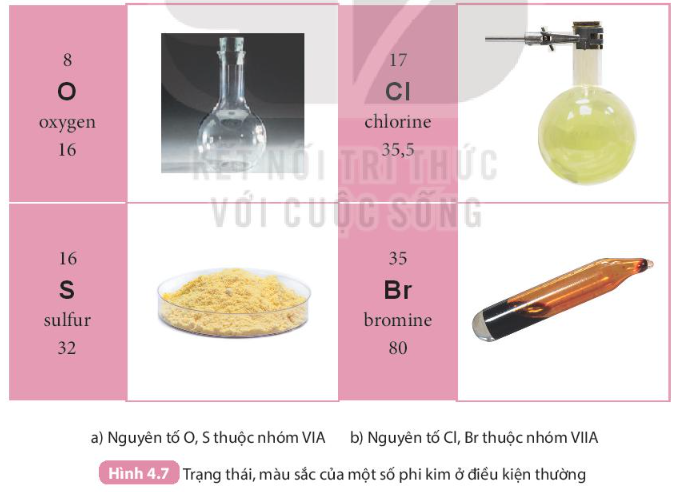 8
O
oxygen
16
17
Cl
chlorine
35,5
KẾT NỐI TRI THỨC
VỚI CUỘC SỐNG
16
S
sulfur
32
35
Br
bromine
80
a) Nguyên tố O, S thuộc nhóm VIA
b) Nguyên tố Cl, Br thuộc nhóm VIIA
Hình 4.7 Trạng thái, màu sắc của một số phi kim ở điều kiện thường